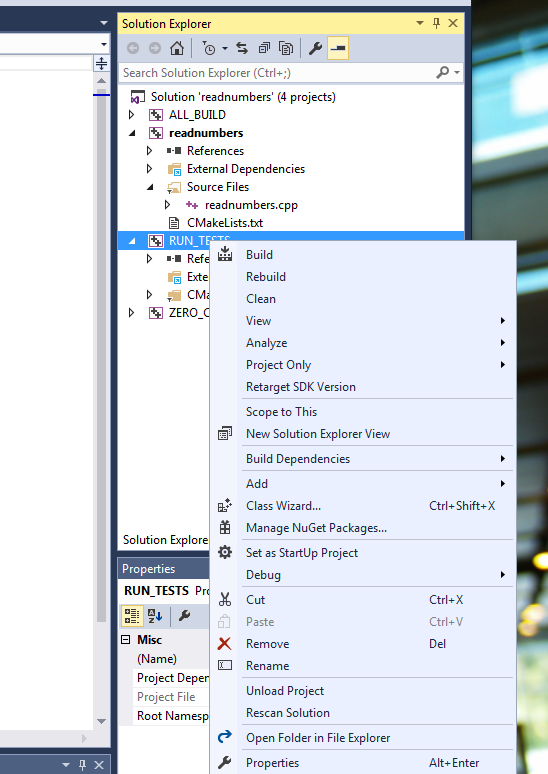 Solution Explorer
Search Solution Explorer (Ctrl+;)
Solution 'readnumbers' (4 projects)
ALL_BUILD
readnumbers
References
External Dependencies
Source Files
readnumbers.cpp
CMakeLists.txt
RUN_TESTS
Refe
Exte
CMa
ZERO_C
Build
Rebuild
Clean
View
Analyze
Project Only
Retarget SDK Version
Scope to This
New Solution Explorer View
Build Dependencies
Add
Class Wizard... Ctrl+Shift+X
Manage NuGet Packages...
Set as StartUp Project
Debug
Cut Ctrl+X
Paste Ctrl+V
Remove Del
Rename
Unload Project
Rescan Solution
Open Folder in File Explorer
Properties Alt+Enter
Solution Explore
Properties
RUN_TESTS Pro
Misc
(Name)
Project Depen
Project File
Root Namesp